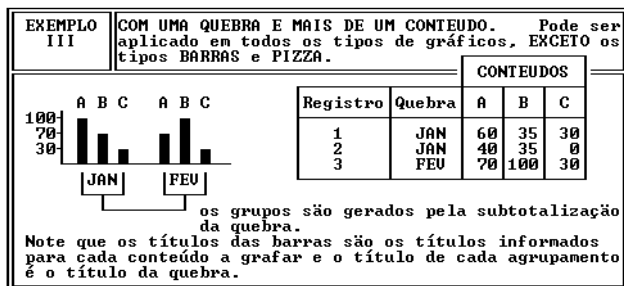 EXEMPLO III
COM UMA QUEBRA E MAIS DE UM CONTEUDO. Pode ser
aplicado em todos os tipos de gráficos, EXCETO os
tipos BARRAS e PIZZA.
CONTEUDOS
A B C A B C
Registro Quebra A B C
100
70
30
1 JAN 60 35 30
2 JAN 40 35 0
3 FEV 70 100 30
JAN FEV
os grupos são gerados pela subtotalização
da quebra.
Note que os títulos das barras são os títulos informados
para cada conteúdo a grafar e o título de cada agrupamento
é o título da quebra.